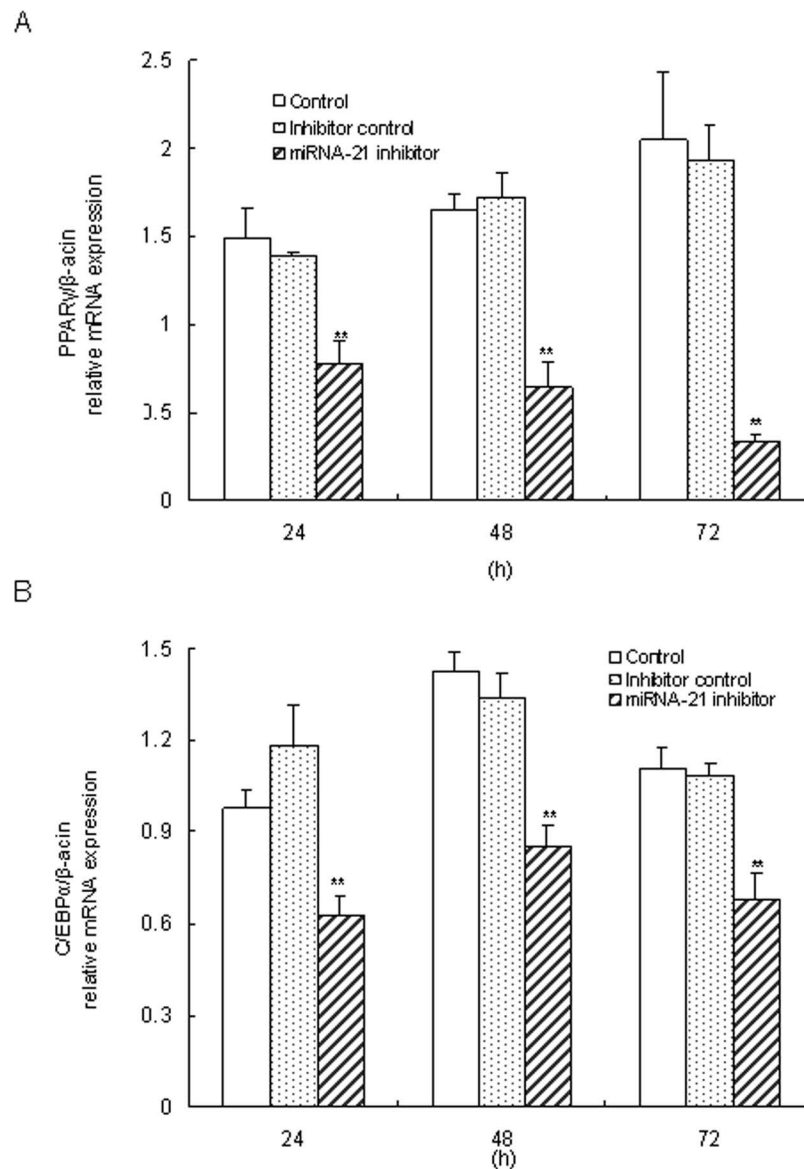 A
2.5
2
1.5
1
0.5
0
PPARγ/β-acin
relative mRNA expression
Control
Inhibitor control
miRNA-21 inhibitor
**
**
**
24
48
72
(h)
B
1.5
1.2
0.9
0.6
0.3
0
C/EBPα/β-acin
relative mRNA expression
Control
Inhibitor control
miRNA-21 inhibitor
**
**
**
24
48
72
(h)